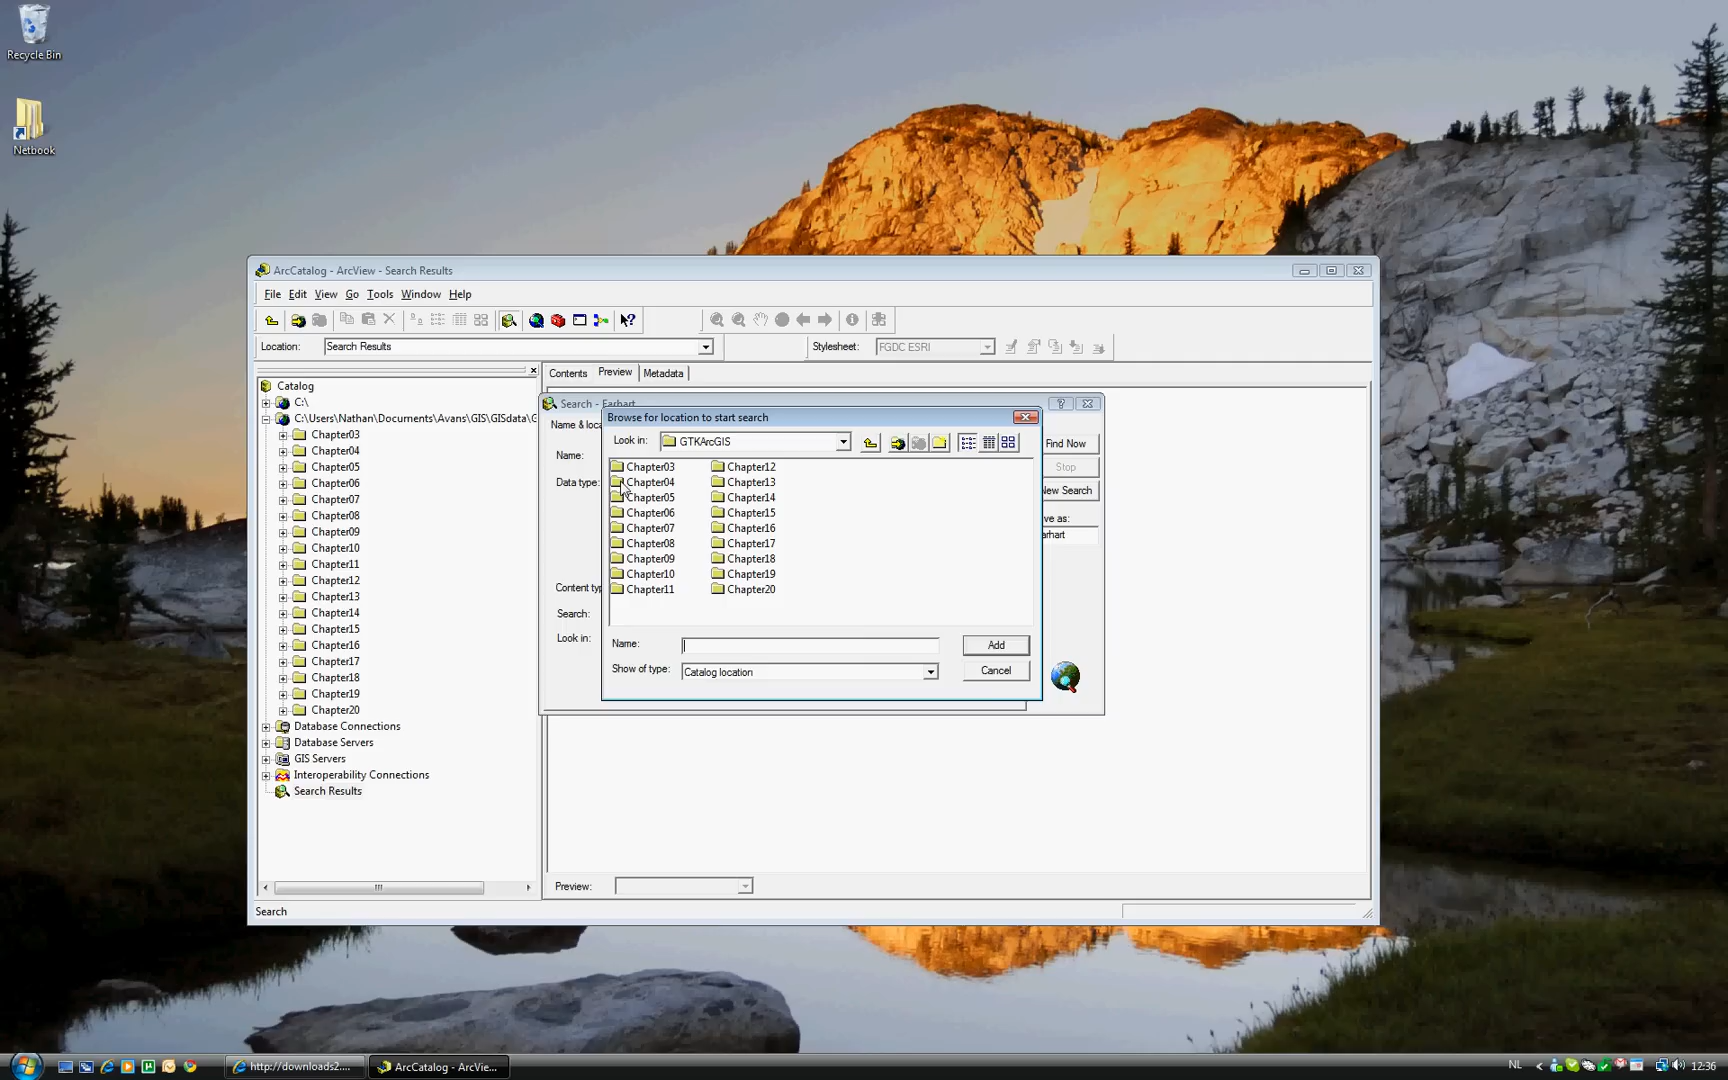 Recycle Bin
Netbook
ArcCatalog - ArcView - Search Results
File Edit View Go Tools Window Help
Location: Search Results
Stylesheet: FGDC ESRI
Contents Preview Metadata
Catalog
C:\
C:\Users\Nathan\Documents\Avans\GIS\GISdata\G
Chapter03
Chapter04
Chapter05
Chapter06
Chapter07
Chapter08
Chapter09
Chapter10
Chapter11
Chapter12
Chapter13
Chapter14
Chapter15
Chapter16
Chapter17
Chapter18
Chapter19
Chapter20
Database Connections
Database Servers
GIS Servers
Interoperability Connections
Search Results
Search - Earhart
Name & loca
Name:
Data type:
Content typ
Search:
Look in:
Find Now
Stop
New Search
ve as:
arhart
Browse for location to start search
Look in: GTKArcGIS
Chapter03 Chapter12
Chapter04 Chapter13
Chapter05 Chapter14
Chapter06 Chapter15
Chapter07 Chapter16
Chapter08 Chapter17
Chapter09 Chapter18
Chapter10 Chapter19
Chapter11 Chapter20
Name: Add
Show of type: Catalog location Cancel
Preview:
Search
http://downloads2....
ArcCatalog - ArcVie...
NL
12:36